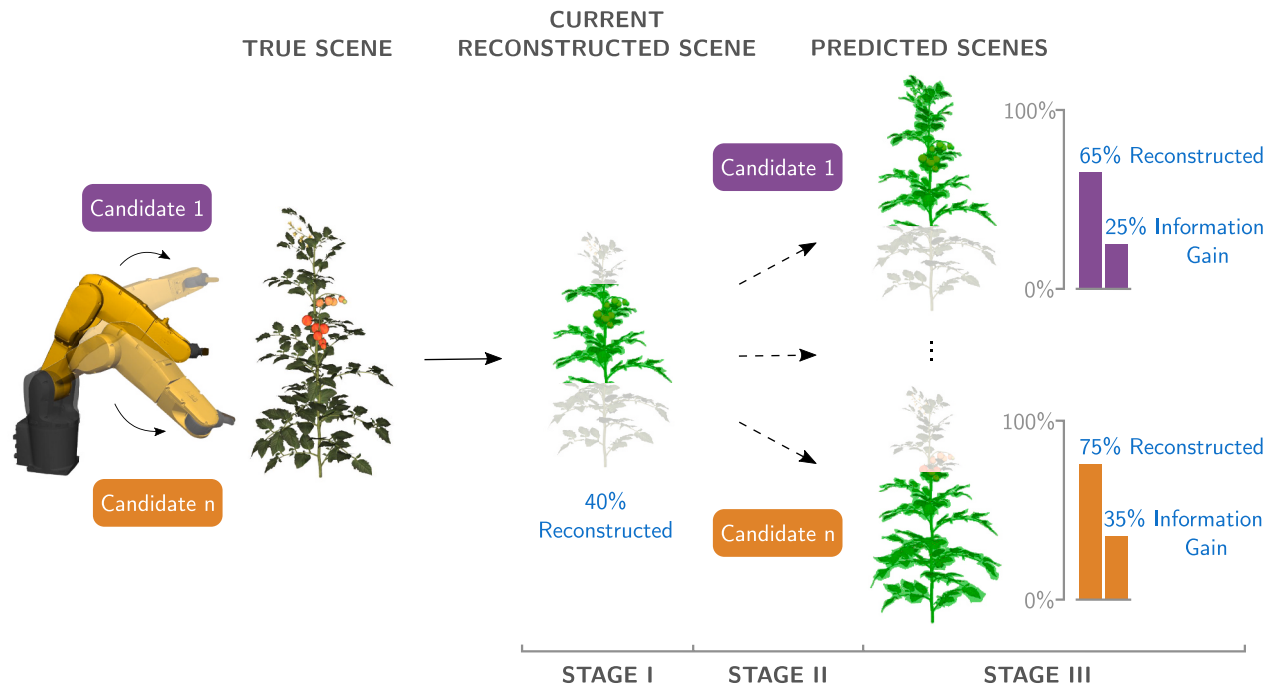 TRUE SCENE
CURRENT
RECONSTRUCTED SCENE
PREDICTED SCENES
Candidate 1
Candidate n
40%
Reconstructed
Candidate 1
100%
65% Reconstructed
25% Information
Gain
0%
Candidate n
100%
75% Reconstructed
35% Information
Gain
0%
STAGE I
STAGE II
STAGE III